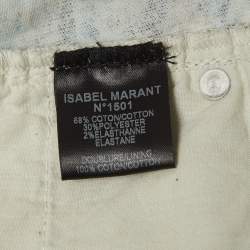 ISABEL MARANT
N°1501
68% COTON/COTTON
30%POLYESTER
2%ELASTHANNE
ELASTANE
DOUBLURE/LINING
100% COTON/COTTON